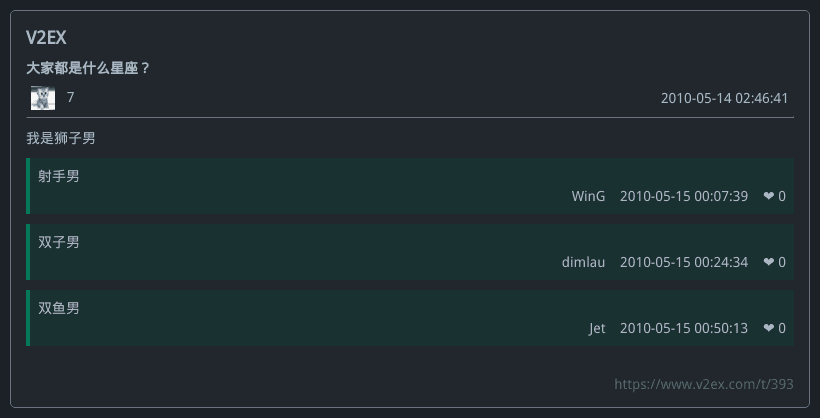 V2EX
大家都是什么星座？
7 2010-05-14 02:46:41
我是狮子男
射手男
WinG 2010-05-15 00:07:39 ❤ 0
双子男
dimlau 2010-05-15 00:24:34 ❤ 0
双鱼男
Jet 2010-05-15 00:50:13 ❤ 0
https://www.v2ex.com/t/393